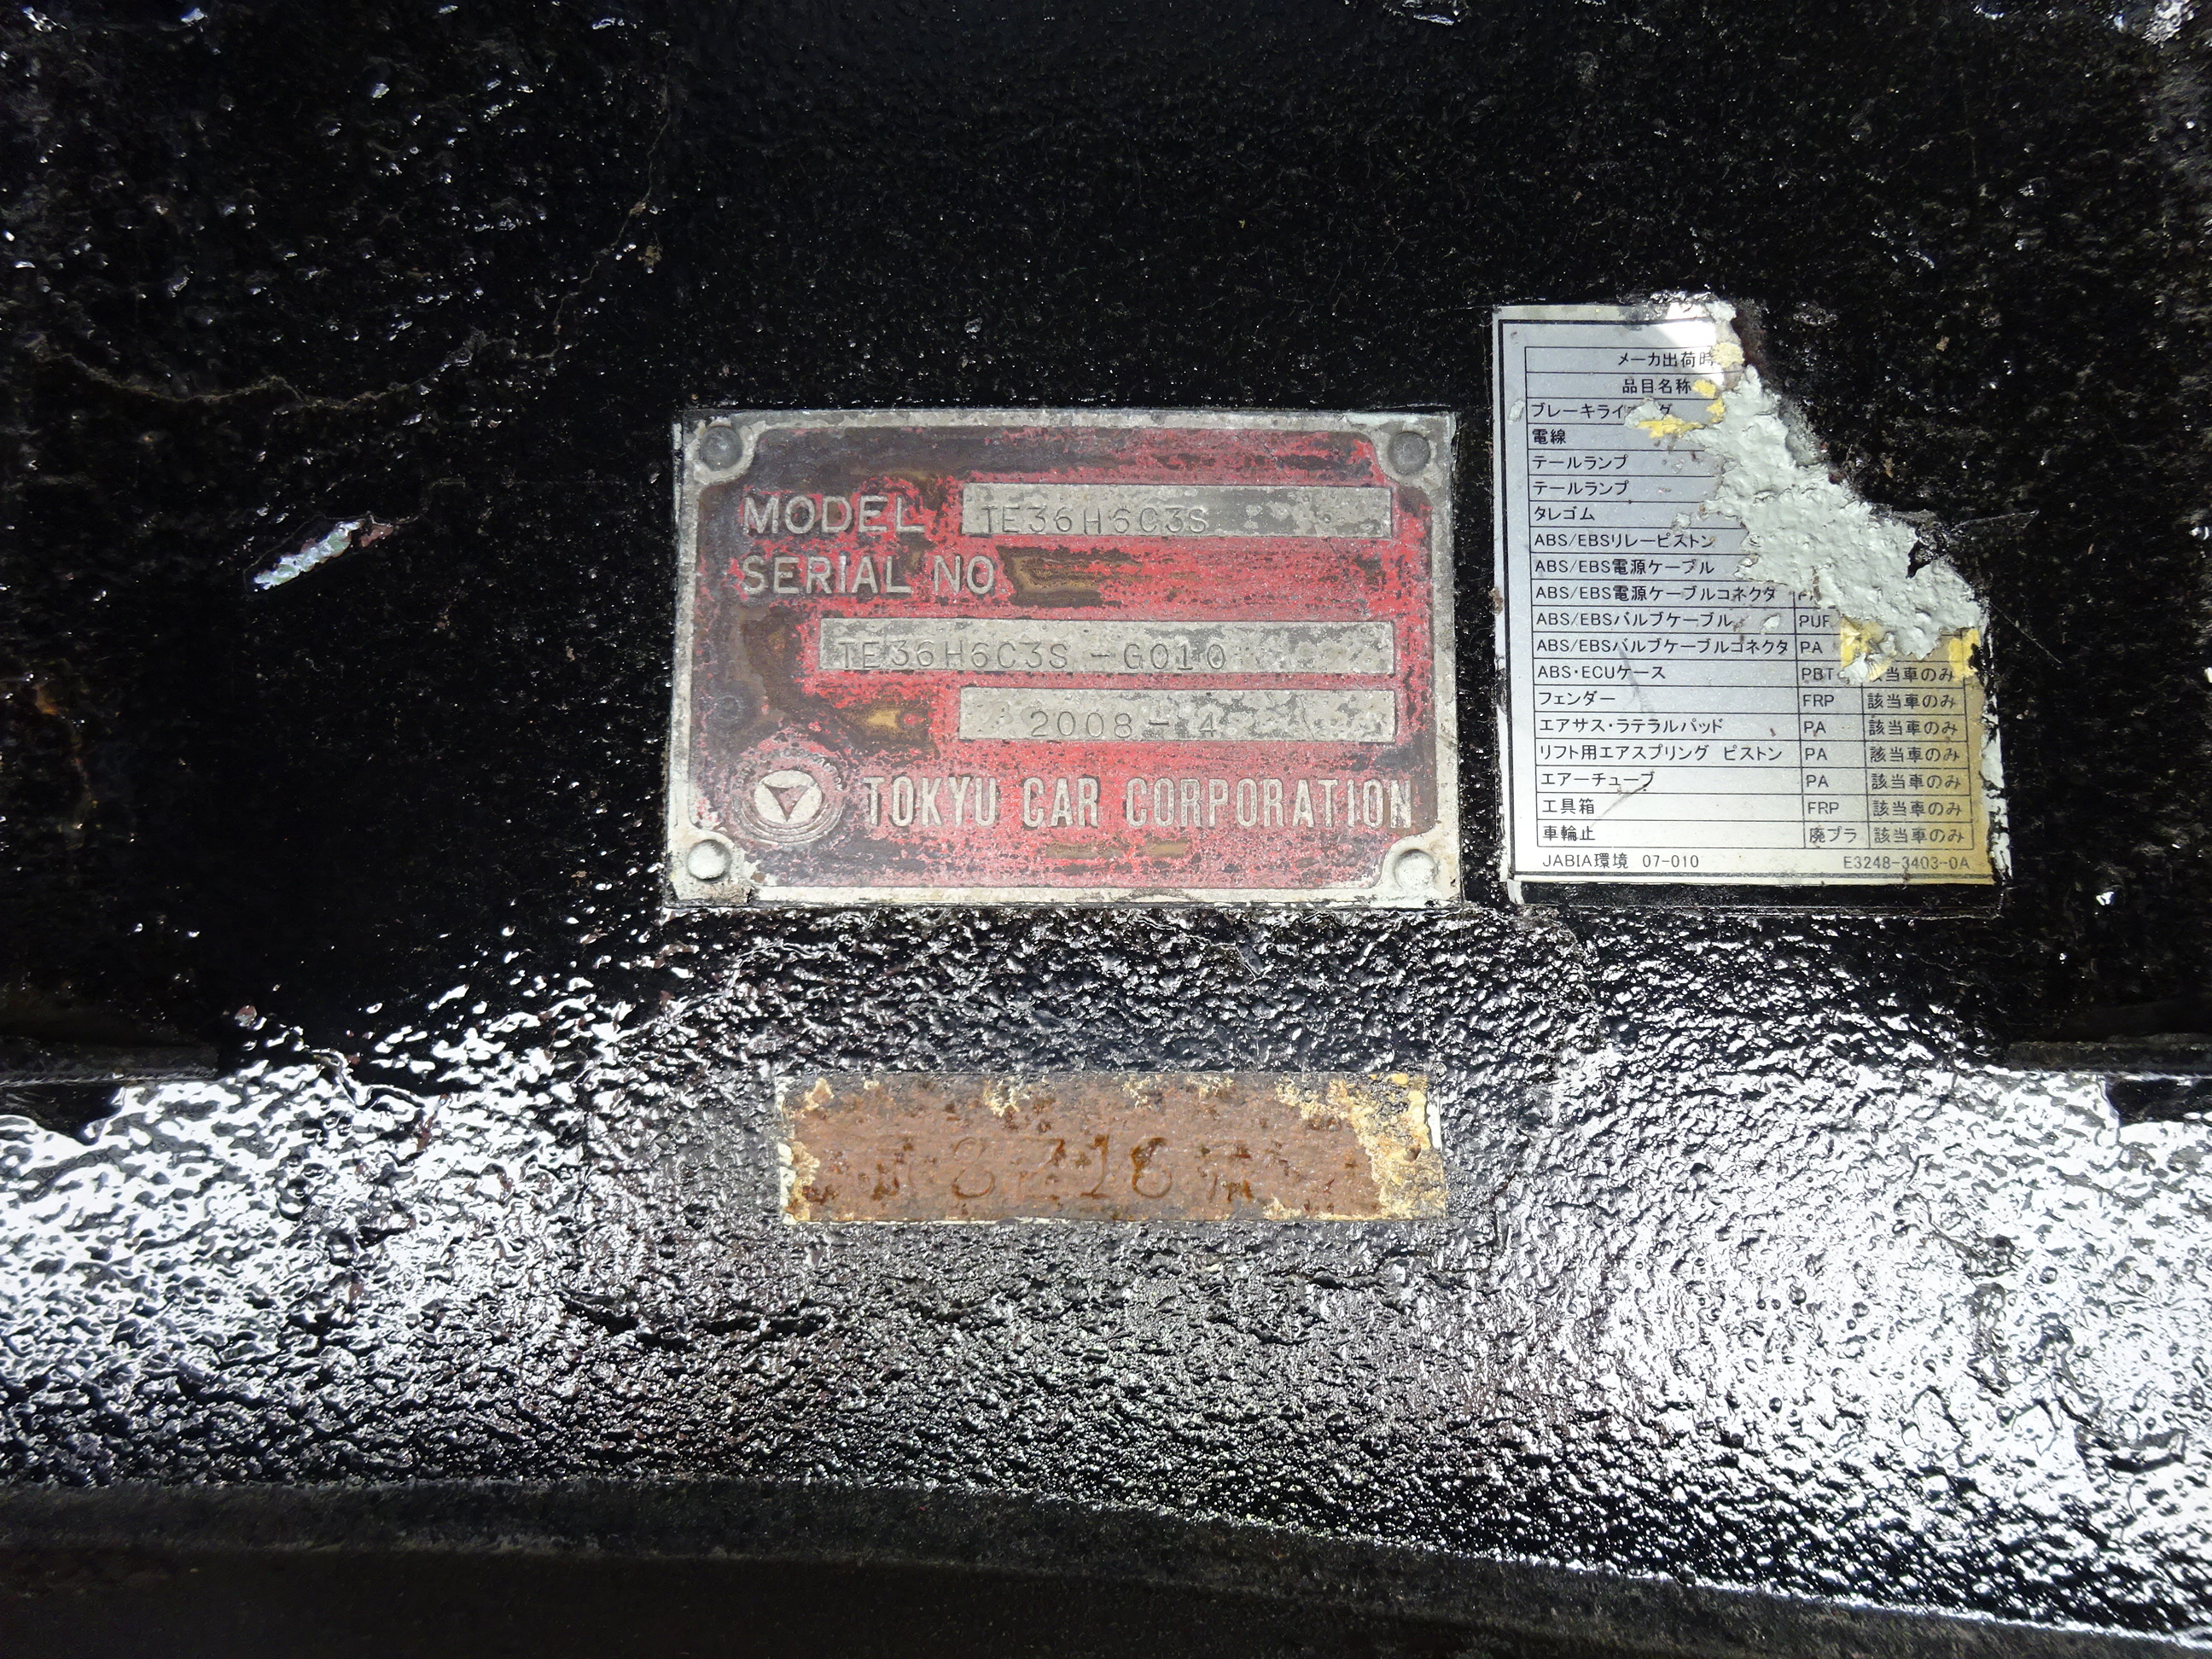 MODEL TE36H6C3S
SERIAL NO
TE36H6C3S-G010
2008-4
TOKYU CAR CORPORATION
メーカ出荷時
品目名称
電線
テールランプ
テールランプ
タレゴム
ABS/EBSリレーピストン
ABS/EBS電源ケーブル
ABS/EBS電源ケーブルコネクタ
ABS/EBSバルブケーブル PUR
ABS/EBSバルブケーブルコネクタ PA
ABS・ECUケース PBT 該当車のみ
フェンダー FRP 該当車のみ
エアサス・ラテラルパッド PA 該当車のみ
リフト用エアスプリング ピストン PA 該当車のみ
エアーチューブ PA 該当車のみ
工具箱 FRP 該当車のみ
車輪止 廃プラ 該当車のみ
JABIA環境 07-010 E3248-3403-0A